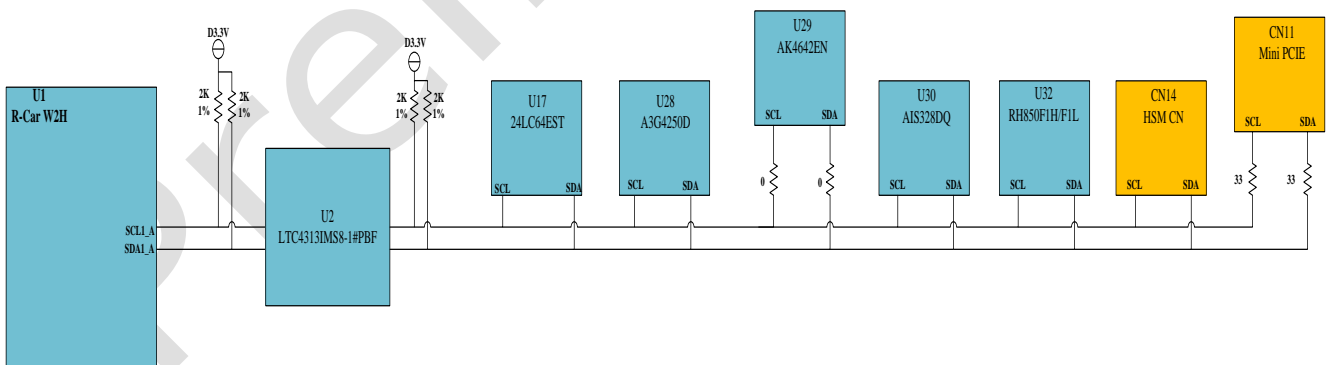 U1
R-Car W2H
SCL1_A
SDA1_A
D3.3V
2K
1%
2K
1%
U2
LTC4313IMS8-1#PBF
D3.3V
2K
1%
2K
1%
U17
24LC64EST
SCL SDA
U28
A3G4250D
SCL SDA
U29
AK4642EN
SCL SDA
0 0
U30
AIS328DQ
SCL SDA
U32
RH850F1H/F1L
SCL SDA
CN14
HSM CN
SCL SDA
CN11
Mini PCIE
SCL SDA
33 33